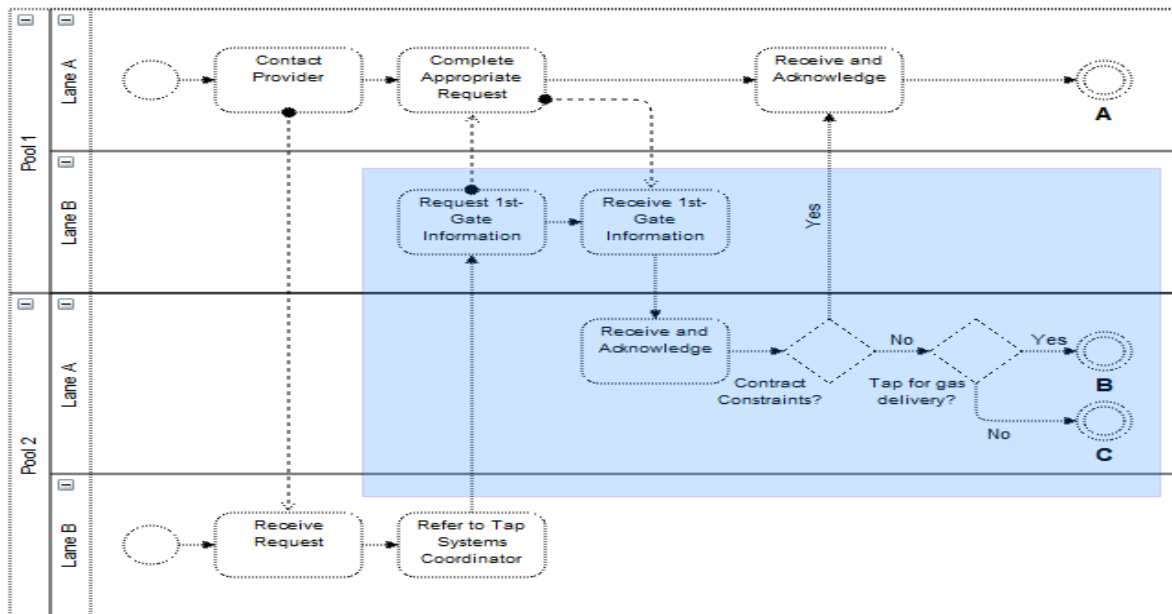 Pool 1
Lane A
Contact
Provider
Complete
Appropriate
Request
Receive and
Acknowledge
A
Lane B
Request 1st-
Gate
Information
Receive 1st-
Gate
Information
Yes
Pool 2
Lane A
Receive and
Acknowledge
Contract
Constraints?
No
Tap for gas
delivery?
Yes
B
No
C
Lane B
Receive
Request
Refer to Tap
Systems
Coordinator